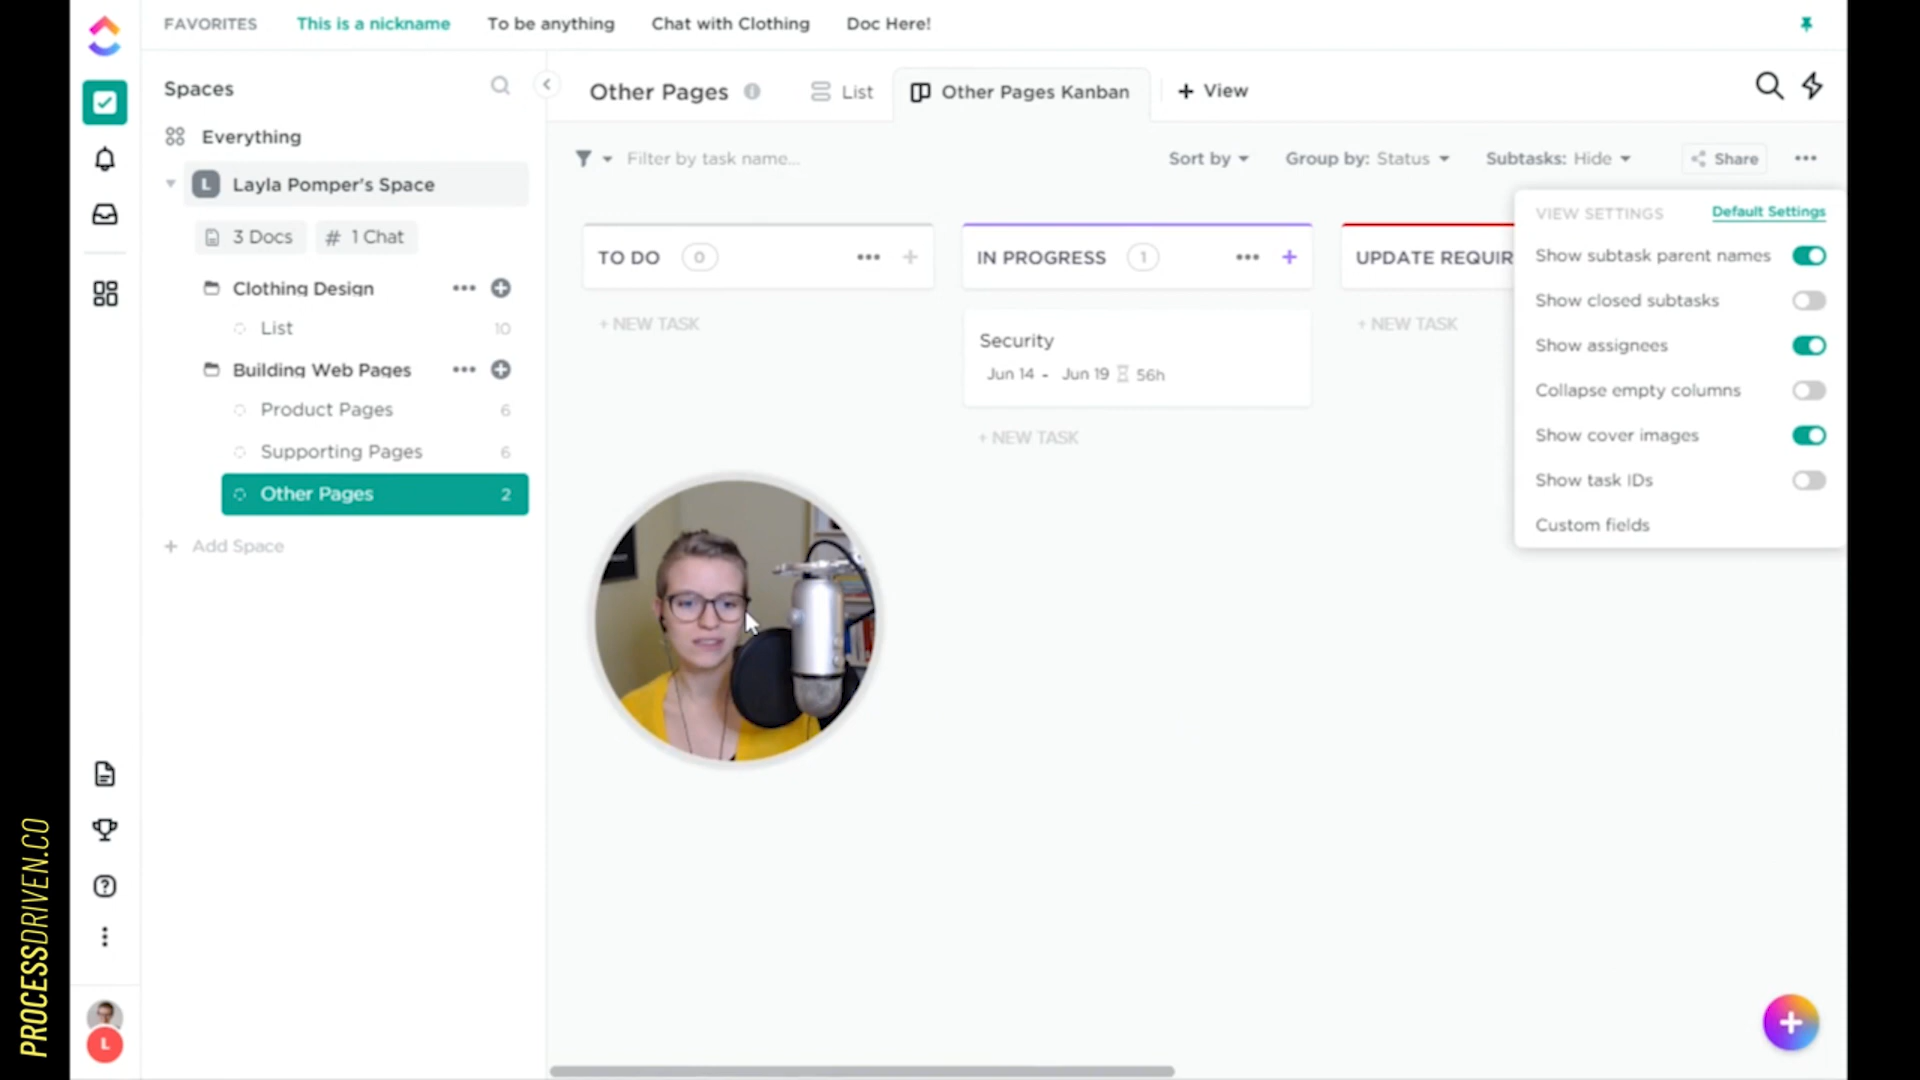 FAVORITES This is a nickname To be anything Chat with Clothing Doc Here!
Spaces
Everything
L Layla Pomper's Space
3 Docs # 1 Chat
Clothing Design
List 10
Building Web Pages
Product Pages 6
Supporting Pages 6
Other Pages 2
+ Add Space
Other Pages List Other Pages Kanban + View
Filter by task name... Sort by Group by: Status Subtasks: Hide Share
TO DO 0
+ NEW TASK
IN PROGRESS 1
Security
Jun 14 - Jun 19 56h
+ NEW TASK
UPDATE REQUIR
+ NEW TASK
VIEW SETTINGS Default Settings
Show subtask parent names
Show closed subtasks
Show assignees
Collapse empty columns
Show cover images
Show task IDs
Custom fields
L
PROCESSDRIVEN.CO